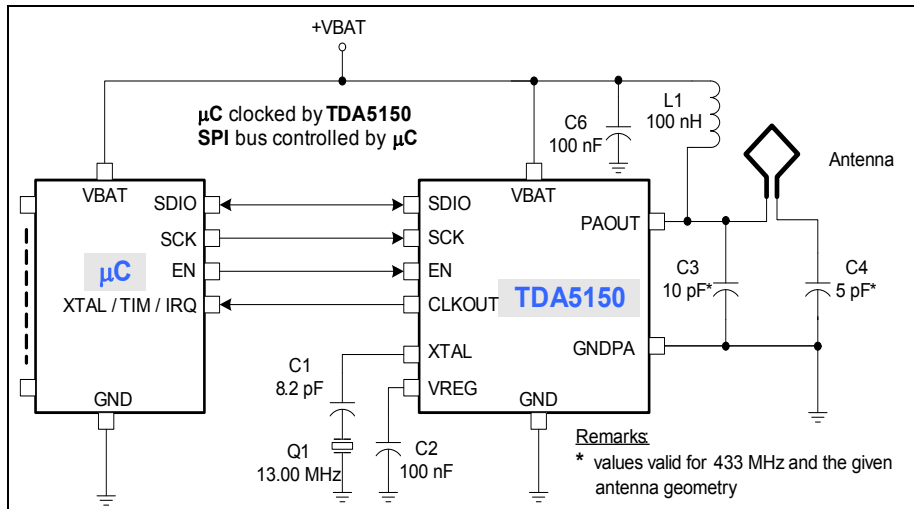 +VBAT
µC clocked by TDA5150
SPI bus controlled by µC
C6
100 nF
L1
100 nH
Antenna
VBAT
SDIO
SCK
EN
XTAL / TIM / IRQ
µC
GND
VBAT
SDIO
SCK
EN
CLKOUT
XTAL
VREG
TDA5150
PAOUT
GNDPA
GND
C3
10 pF*
C4
5 pF*
C1
8.2 pF
Q1
13.00 MHz
C2
100 nF
Remarks:
* values valid for 433 MHz and the given
antenna geometry